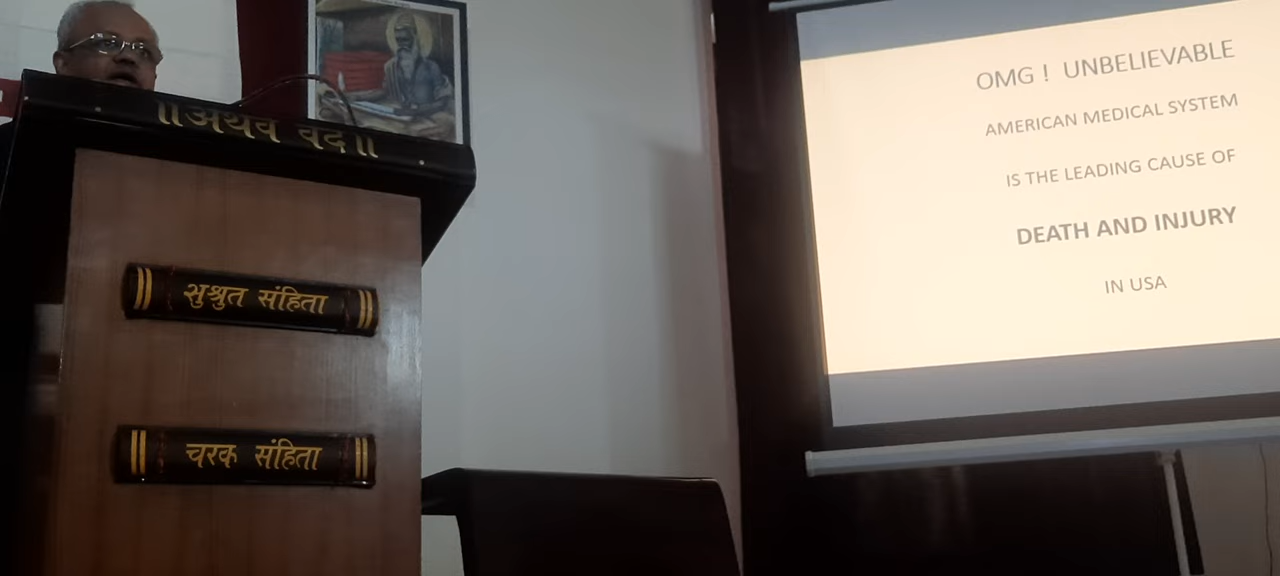 ॥अथर्व वेद॥
सुश्रुत संहिता
चरक संहिता
OMG ! UNBELIEVABLE
AMERICAN MEDICAL SYSTEM
IS THE LEADING CAUSE OF
DEATH AND INJURY
IN USA